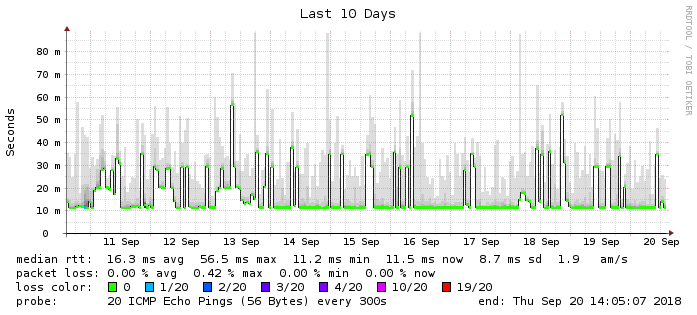 Last 10 Days
RRDTOOL / TOBI OETIKER
Seconds
80 m
70 m
60 m
50 m
40 m
30 m
20 m
10 m
0
11 Sep 12 Sep 13 Sep 14 Sep 15 Sep 16 Sep 17 Sep 18 Sep 19 Sep 20 Sep
median rtt: 16.3 ms avg 56.5 ms max 11.2 ms min 11.5 ms now 8.7 ms sd 1.9 am/s
packet loss: 0.00 % avg 0.42 % max 0.00 % min 0.00 % now
loss color: 0 1/20 2/20 3/20 4/20 10/20 19/20
probe: 20 ICMP Echo Pings (56 Bytes) every 300s end: Thu Sep 20 14:05:07 2018